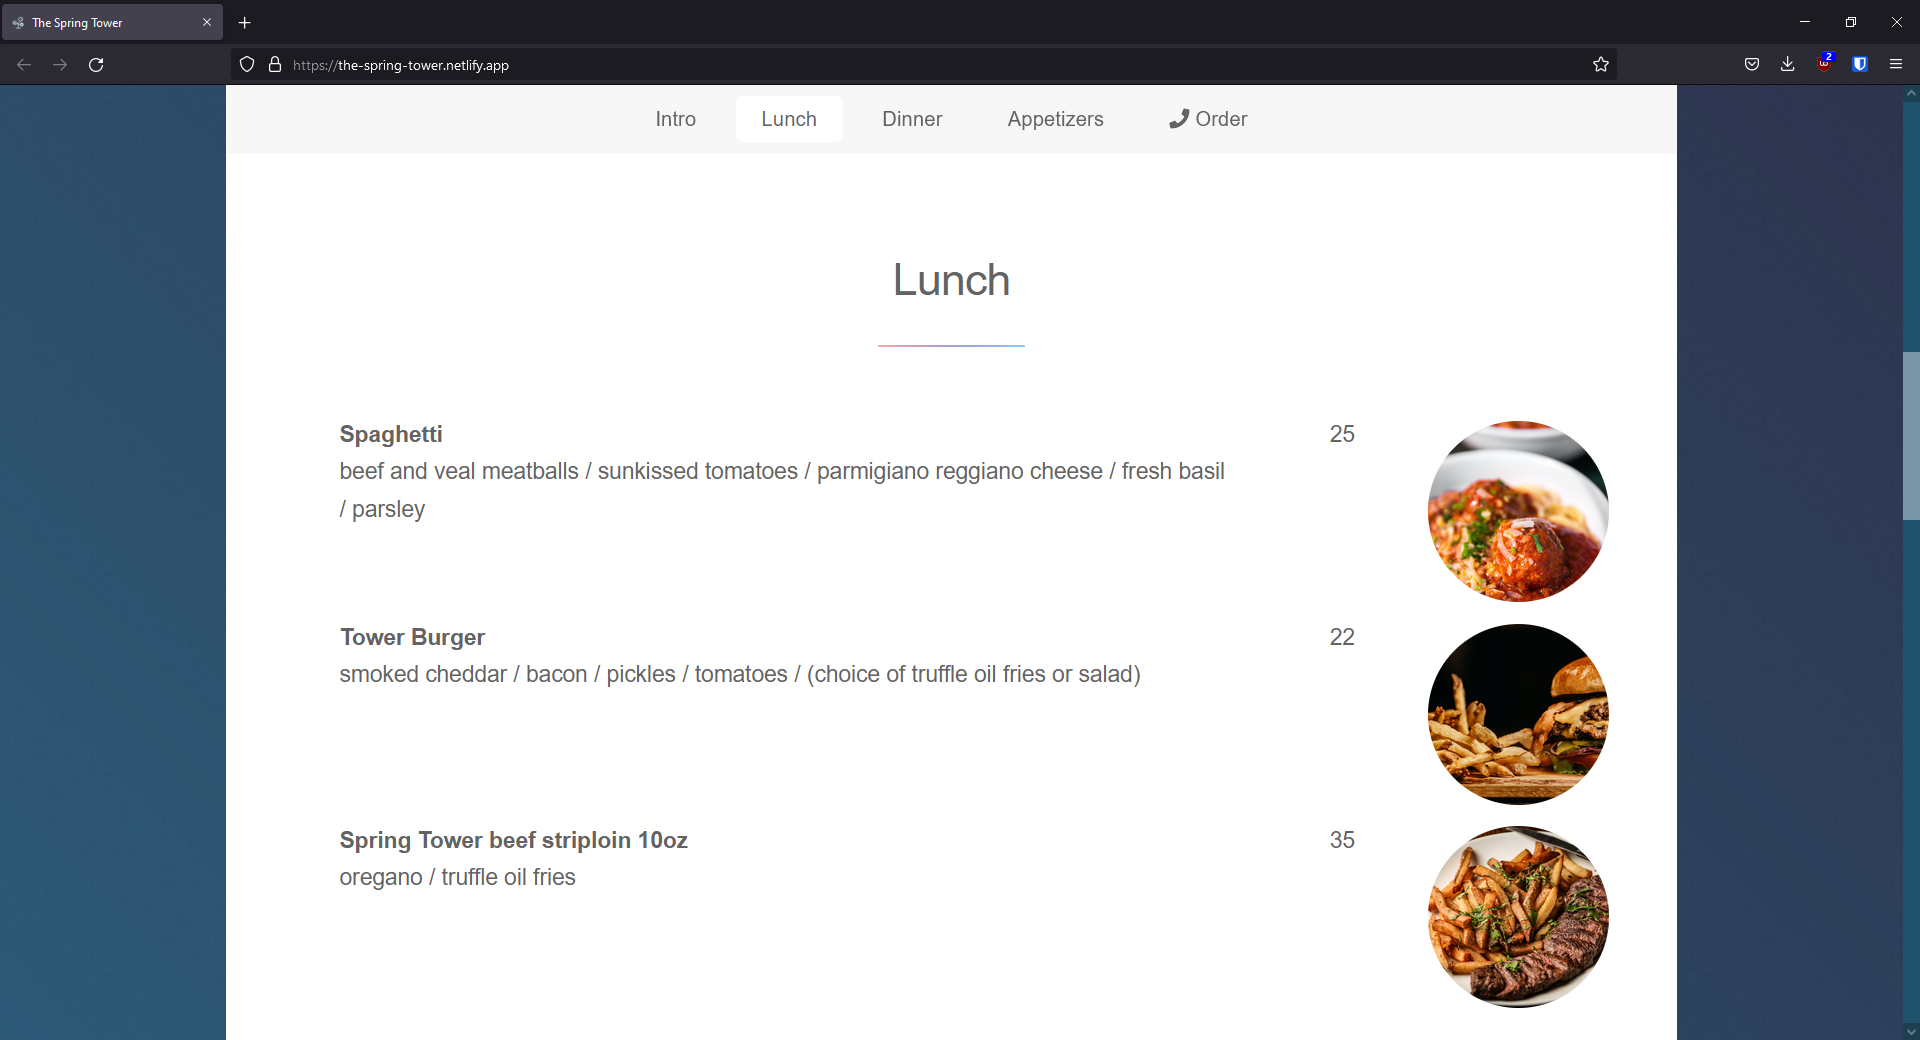 The Spring Tower
https://the-spring-tower.netlify.app
2
Intro
Lunch
Dinner
Appetizers
Order
Lunch
Spaghetti
25
beef and veal meatballs / sunkissed tomatoes / parmigiano reggiano cheese / fresh basil
/ parsley
Tower Burger
22
smoked cheddar / bacon / pickles / tomatoes / (choice of truffle oil fries or salad)
Spring Tower beef striploin 10oz
35
oregano / truffle oil fries